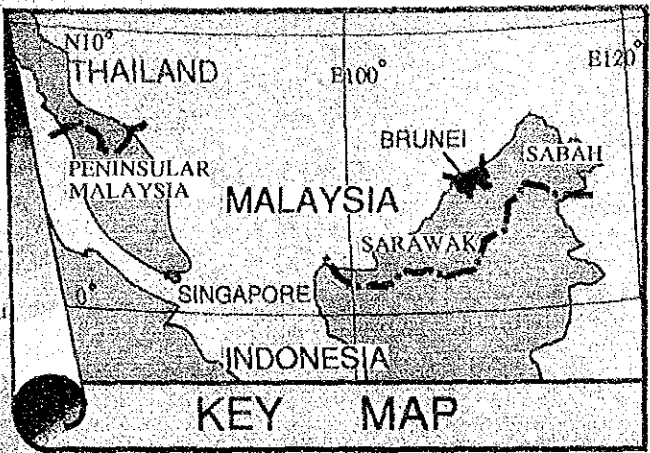 N10°
THAILAND
E100°
E120°
BRUNEI
SABAH
PENINSULAR
MALAYSIA
MALAYSIA
SARAWAK
SINGAPORE
0°
INDONESIA
KEY MAP